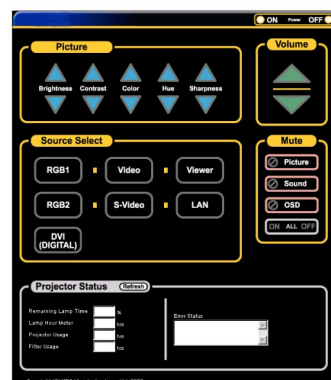 ON Power OFF
Picture
Volume
Brightness Contrast Color Hue Sharpness
Source Select
Mute
RGB1 Video Viewer
Picture
Sound
RGB2 S-Video LAN
OSD
ON ALL OFF
DVI
(DIGITAL)
Projector Status Refresh
Remaining Lamp Time %
Error Status
Lamp Hour Meter hrs
Projector Usage hrs
Filter Usage hrs